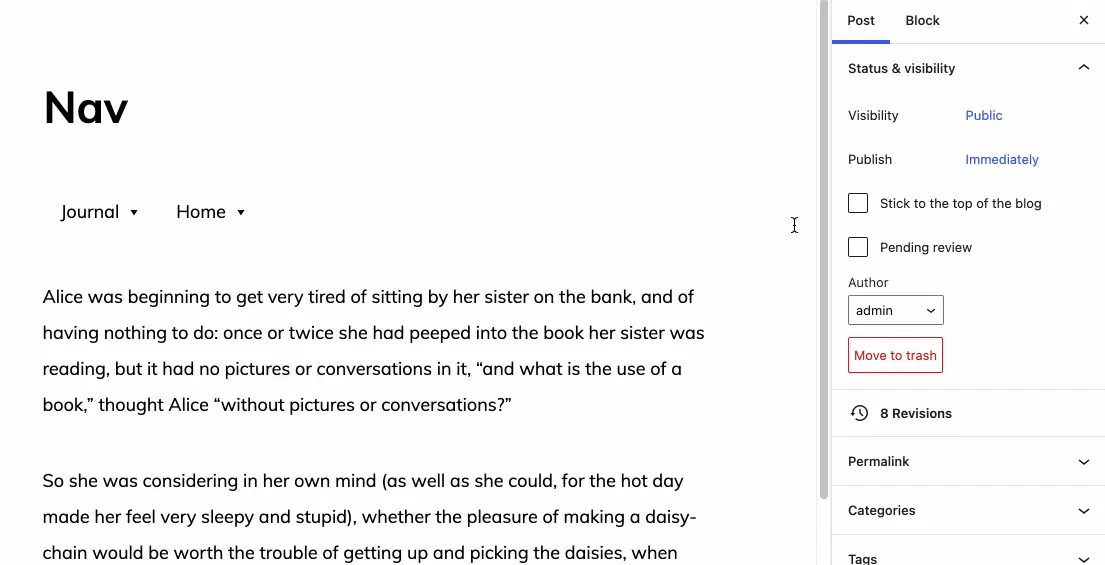 Nav
Journal
Home
Alice was beginning to get very tired of sitting by her sister on the bank, and of
having nothing to do: once or twice she had peeped into the book her sister was
reading, but it had no pictures or conversations in it, “and what is the use of a
book,” thought Alice “without pictures or conversations?”
So she was considering in her own mind (as well as she could, for the hot day
made her feel very sleepy and stupid), whether the pleasure of making a daisy-
chain would be worth the trouble of getting up and picking the daisies, when
Post
Block
Status & visibility
Visibility
Public
Publish
Immediately
Stick to the top of the blog
Pending review
Author
admin
Move to trash
8 Revisions
Permalink
Categories
Tags